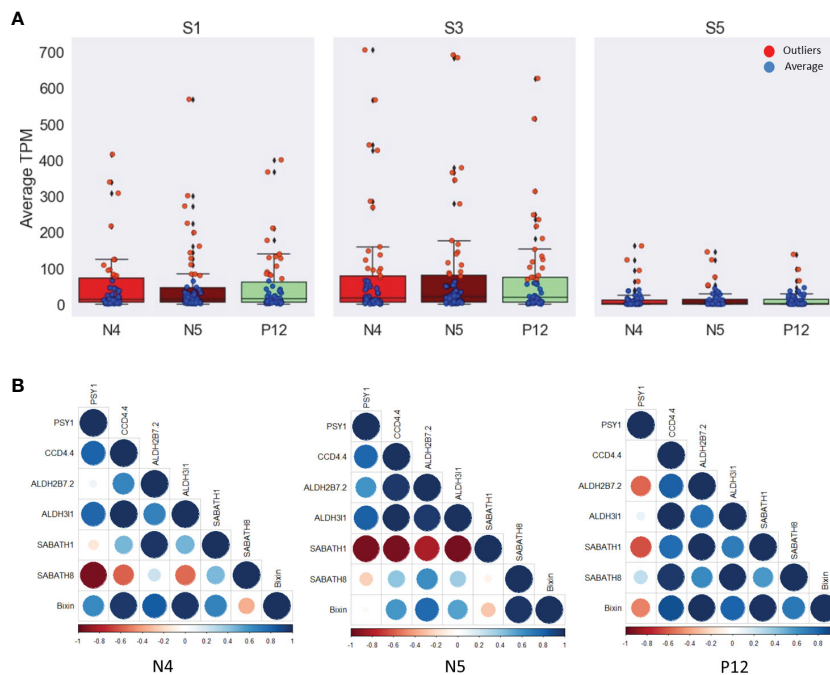 A
S1 S3 S5
Average TPM
700
600
500
400
300
200
100
0
Outliers
Average
N4 N5 P12 N4 N5 P12 N4 N5 P12
B
PSY1
CCD4.4
ALDH2B7.2
ALDH3I1
SABATH1
SABATH8
Bixin
PSY1
CCD4.4
ALDH2B7.2
ALDH3I1
SABATH1
SABATH8
Bixin
-1 -0.8 -0.6 -0.4 -0.2 0 0.2 0.4 0.6 0.8 1
N4
PSY1
CCD4.4
ALDH2B7.2
ALDH3I1
SABATH1
SABATH8
Bixin
PSY1
CCD4.4
ALDH2B7.2
ALDH3I1
SABATH1
SABATH8
Bixin
-1 -0.8 -0.6 -0.4 -0.2 0 0.2 0.4 0.6 0.8 1
N5
PSY1
CCD4.4
ALDH2B7.2
ALDH3I1
SABATH1
SABATH8
Bixin
PSY1
CCD4.4
ALDH2B7.2
ALDH3I1
SABATH1
SABATH8
Bixin
-1 -0.8 -0.6 -0.4 -0.2 0 0.2 0.4 0.6 0.8
P12